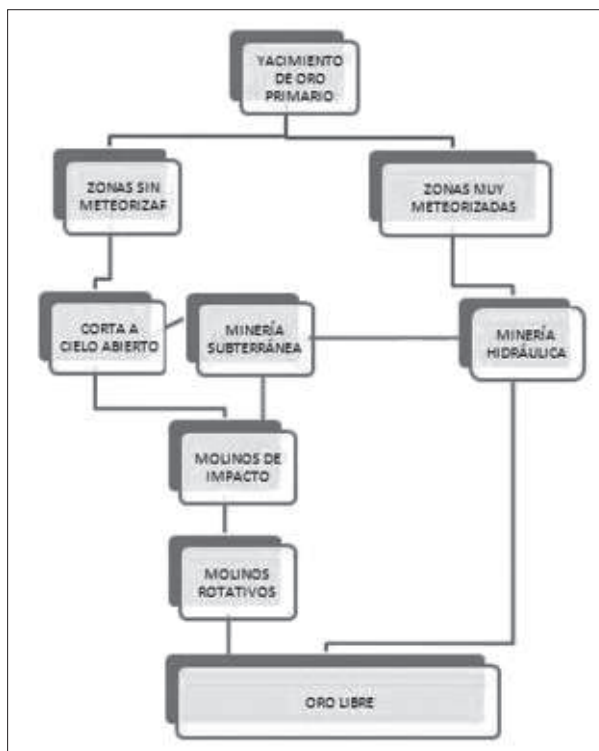 YACIMIENTO
DE ORO
PRIMARIO
ZONAS SIN
METEORIZAR
ZONAS MUY
METEORIZADAS
CORTA A
CIELO ABIERTO
MINERÍA
SUBTERRÁNEA
MINERÍA
HIDRÁULICA
MOLINOS DE
IMPACTO
MOLINOS
ROTATIVOS
ORO LIBRE